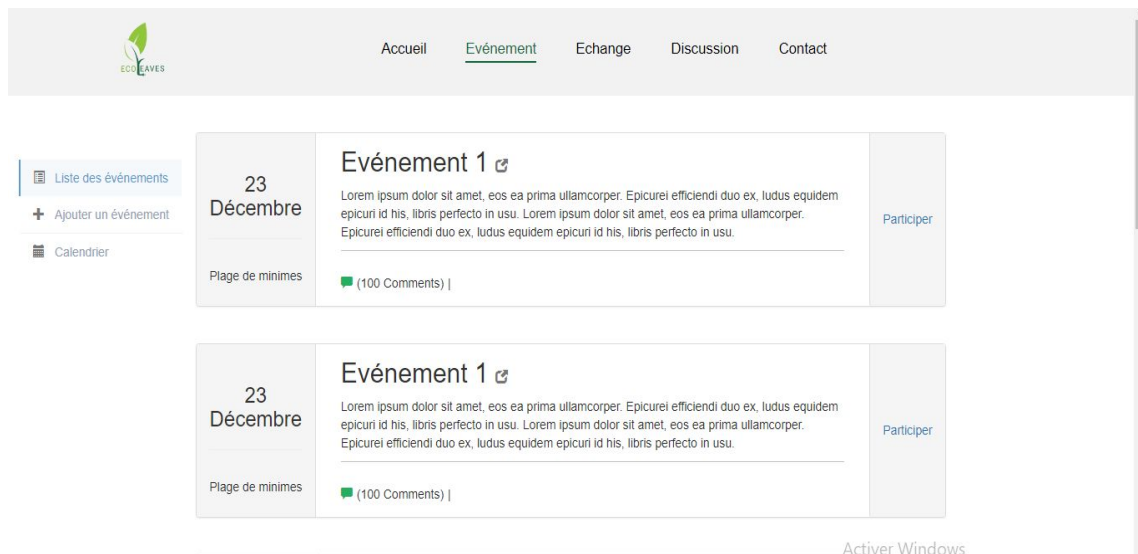 ECOLEAVES
Accueil Evénement Echange Discussion Contact
Liste des événements
Ajouter un événement
Calendrier
23
Décembre
Plage de minimes
Evénement 1
Lorem ipsum dolor sit amet, eos ea prima ullamcorper. Epicurei efficiendi duo ex, ludus equidem
epicuri id his, libris perfecto in usu. Lorem ipsum dolor sit amet, eos ea prima ullamcorper.
Epicurei efficiendi duo ex, ludus equidem epicuri id his, libris perfecto in usu.
(100 Comments) |
Participer
23
Décembre
Plage de minimes
Evénement 1
Lorem ipsum dolor sit amet, eos ea prima ullamcorper. Epicurei efficiendi duo ex, ludus equidem
epicuri id his, libris perfecto in usu. Lorem ipsum dolor sit amet, eos ea prima ullamcorper.
Epicurei efficiendi duo ex, ludus equidem epicuri id his, libris perfecto in usu.
(100 Comments) |
Participer
Activer Windows